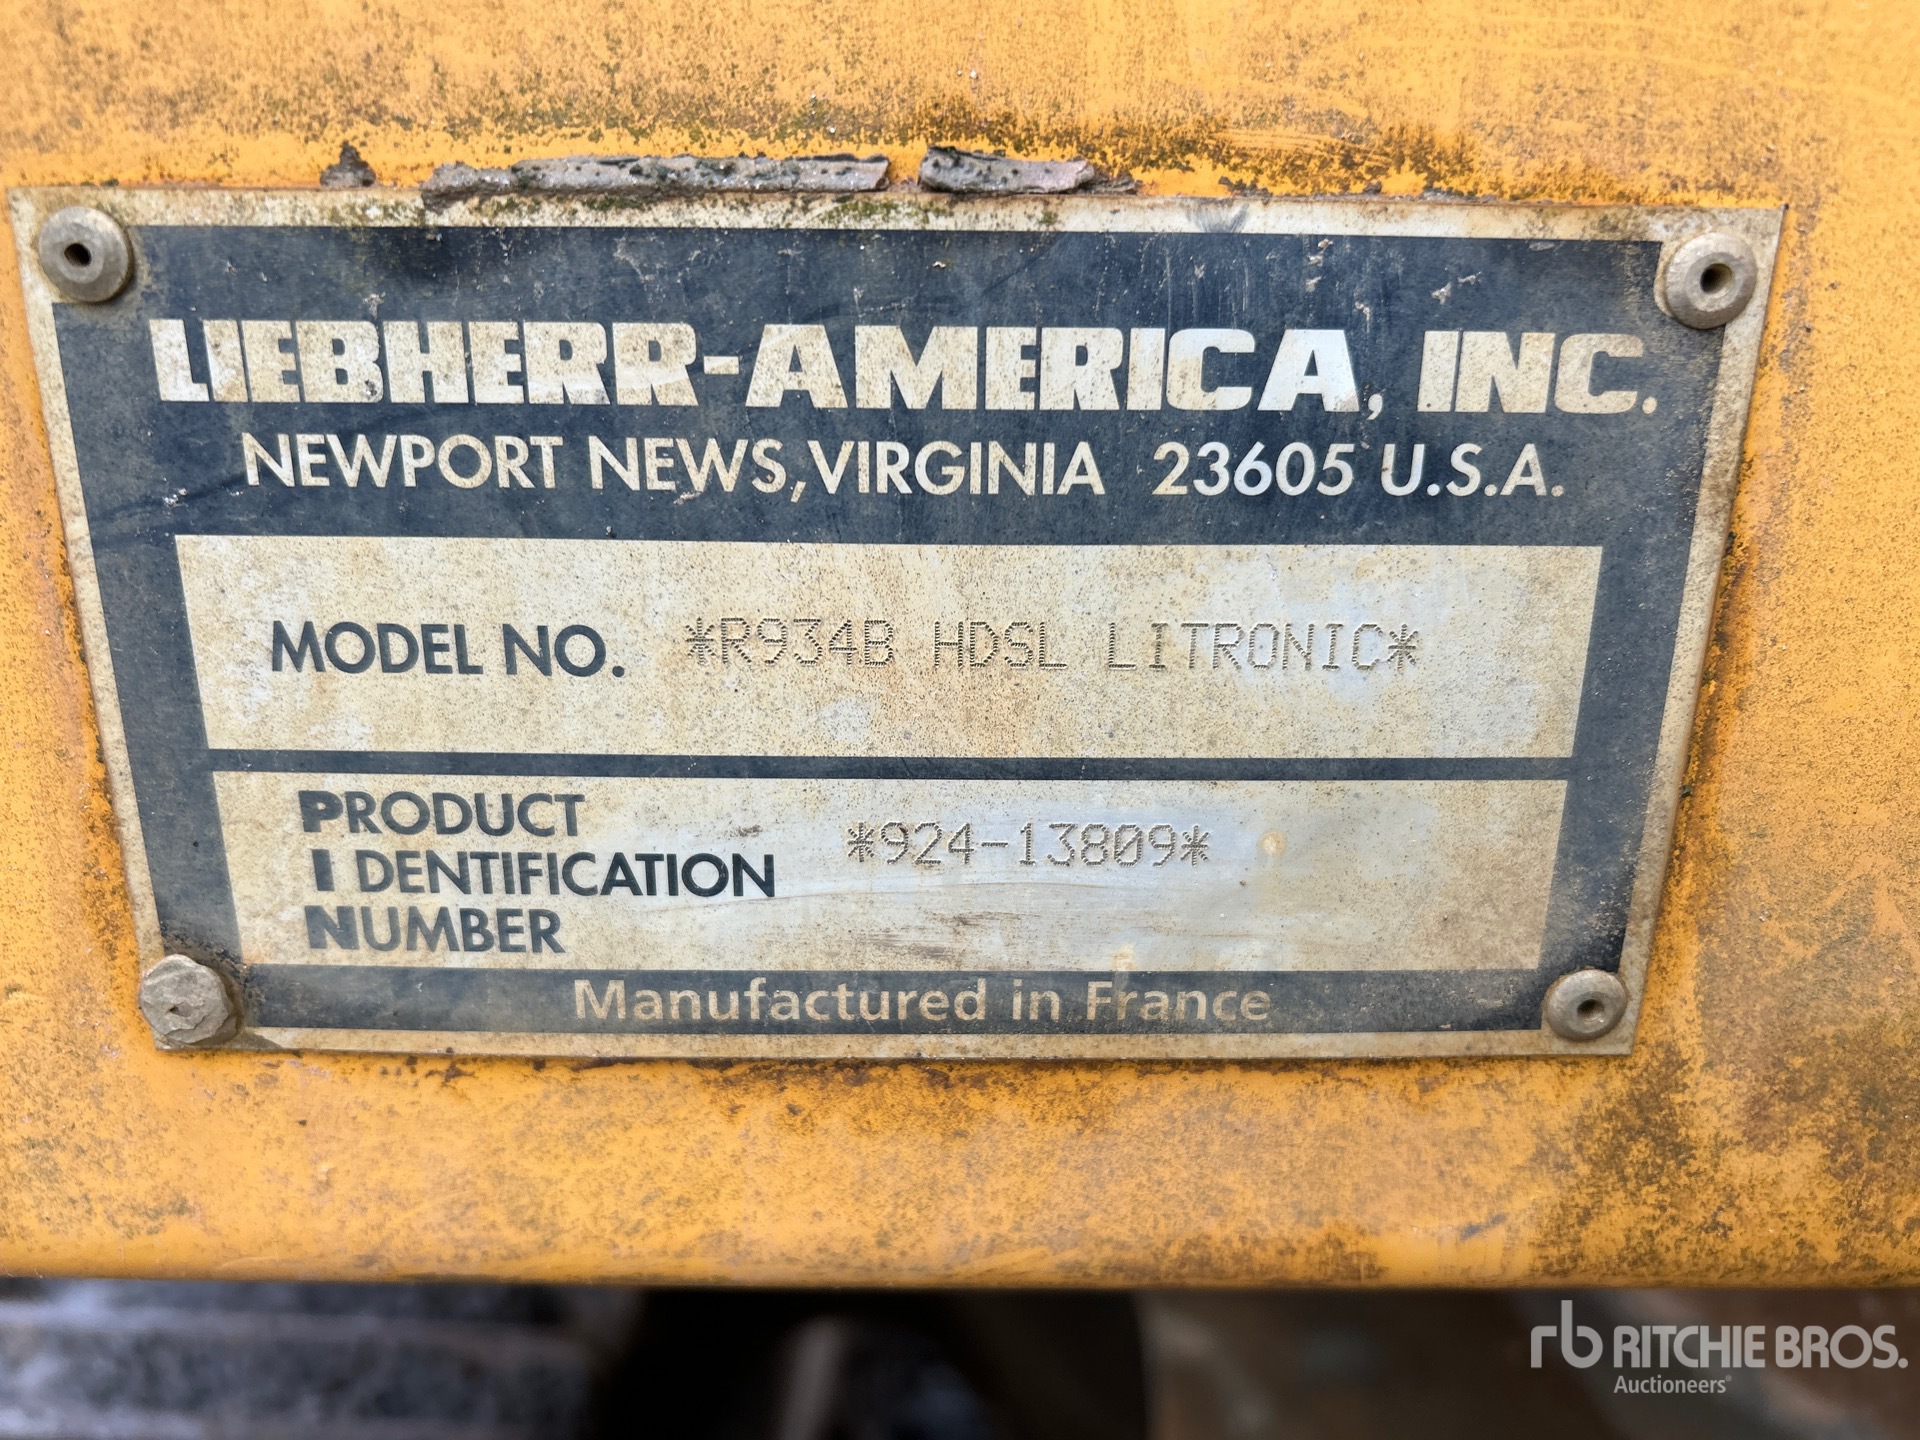 LIEBHERR-AMERICA, INC.
NEWPORT NEWS, VIRGINIA 23605 U.S.A.
MODEL NO. *R934B HDSL LITRONIC*
PRODUCT
IDENTIFICATION
NUMBER
*924-13809*
Manufactured in France
rb RITCHIE BROS.
Auctioneers®